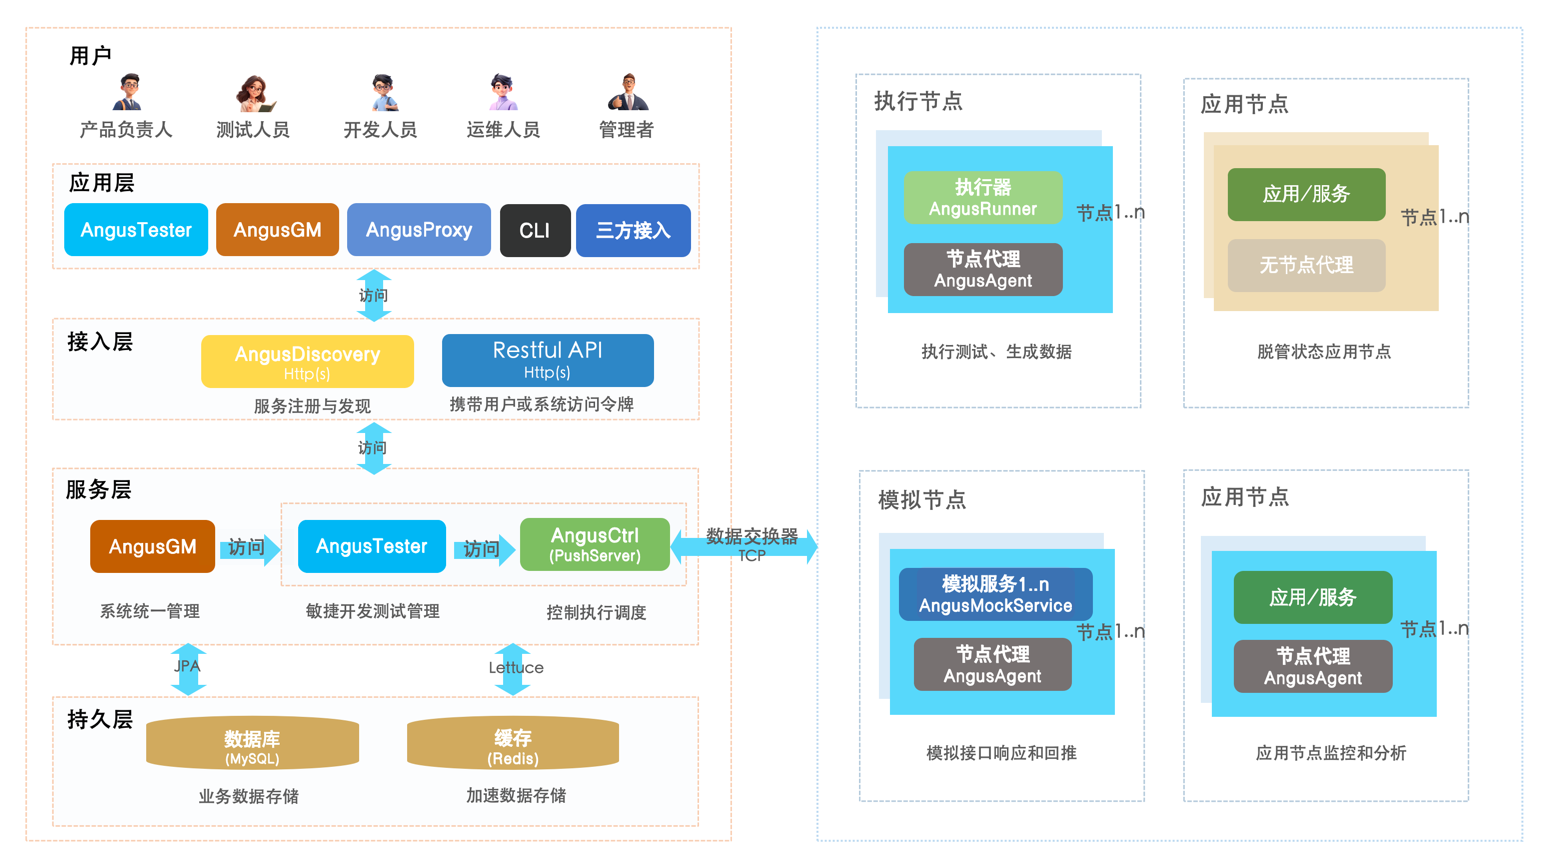 用户
产品负责人
测试人员
开发人员
运维人员
管理者
应用层
AngusTester
AngusGM
AngusProxy
CLI
三方接入
访问
接入层
AngusDiscovery
Http(s)
服务注册与发现
Restful API
Http(s)
携带用户或系统访问令牌
访问
服务层
AngusGM
访问
AngusTester
访问
AngusCtrl
(PushServer)
系统统一管理
敏捷开发测试管理
控制执行调度
数据交换器
TCP
JPA
Lettuce
持久层
数据库
(MySQL)
业务数据存储
缓存
(Redis)
加速数据存储
执行节点
执行器
AngusRunner
节点代理
AngusAgent
节点1..n
执行测试、生成数据
应用节点
应用/服务
无节点代理
节点1..n
脱管状态应用节点
模拟节点
模拟服务1..n
AngusMockService
节点代理
AngusAgent
节点1..n
模拟接口响应和回推
应用节点
应用/服务
节点代理
AngusAgent
节点1..n
应用节点监控和分析